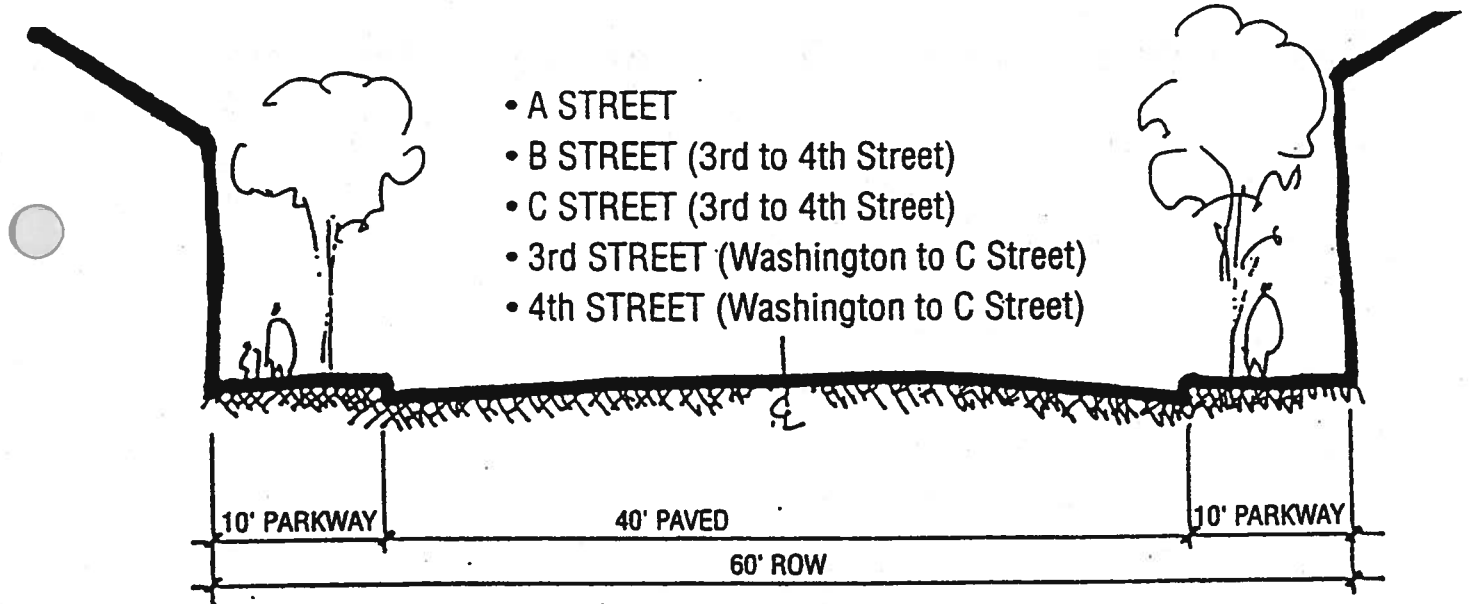 • A STREET
• B STREET (3rd to 4th Street)
• C STREET (3rd to 4th Street)
• 3rd STREET (Washington to C Street)
• 4th STREET (Washington to C Street)
10' PARKWAY 40' PAVED 10' PARKWAY
60' ROW